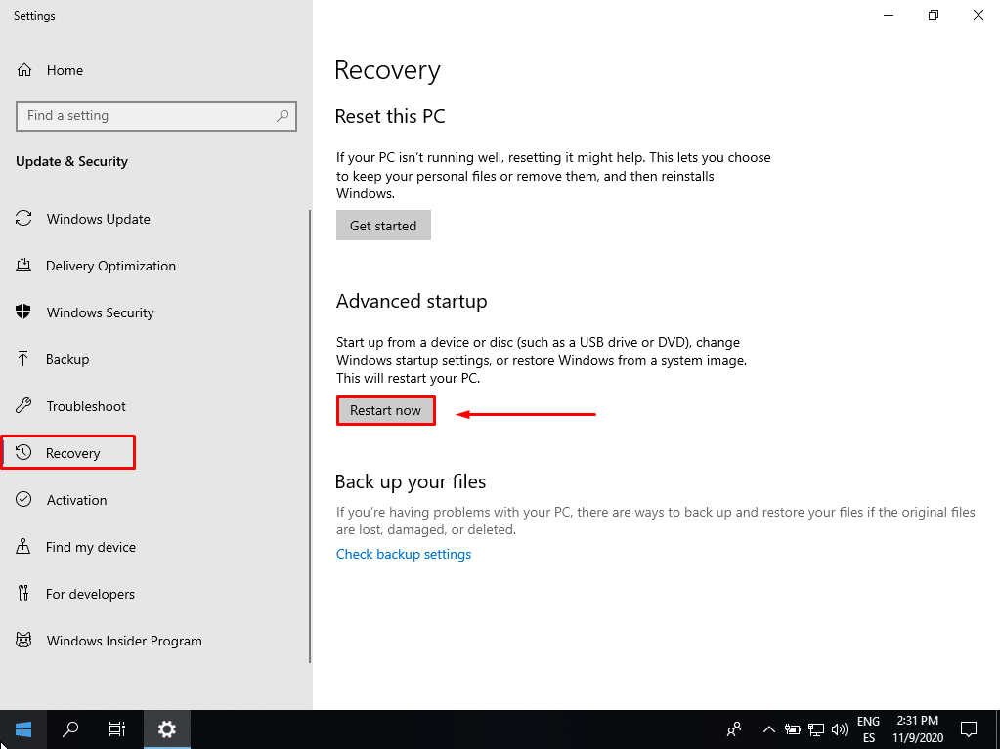 Settings
Home
Find a setting
Update & Security
Windows Update
Delivery Optimization
Windows Security
Backup
Troubleshoot
Recovery
Activation
Find my device
For developers
Windows Insider Program
Recovery
Reset this PC
If your PC isn't running well, resetting it might help. This lets you choose
to keep your personal files or remove them, and then reinstalls
Windows.
Get started
Advanced startup
Start up from a device or disc (such as a USB drive or DVD), change
Windows startup settings, or restore Windows from a system image.
This will restart your PC.
Restart now
Back up your files
If you're having problems with your PC, there are ways to back up and restore your files if the original files
are lost, damaged, or deleted.
Check backup settings
ENG
ES
2:31 PM
11/9/2020